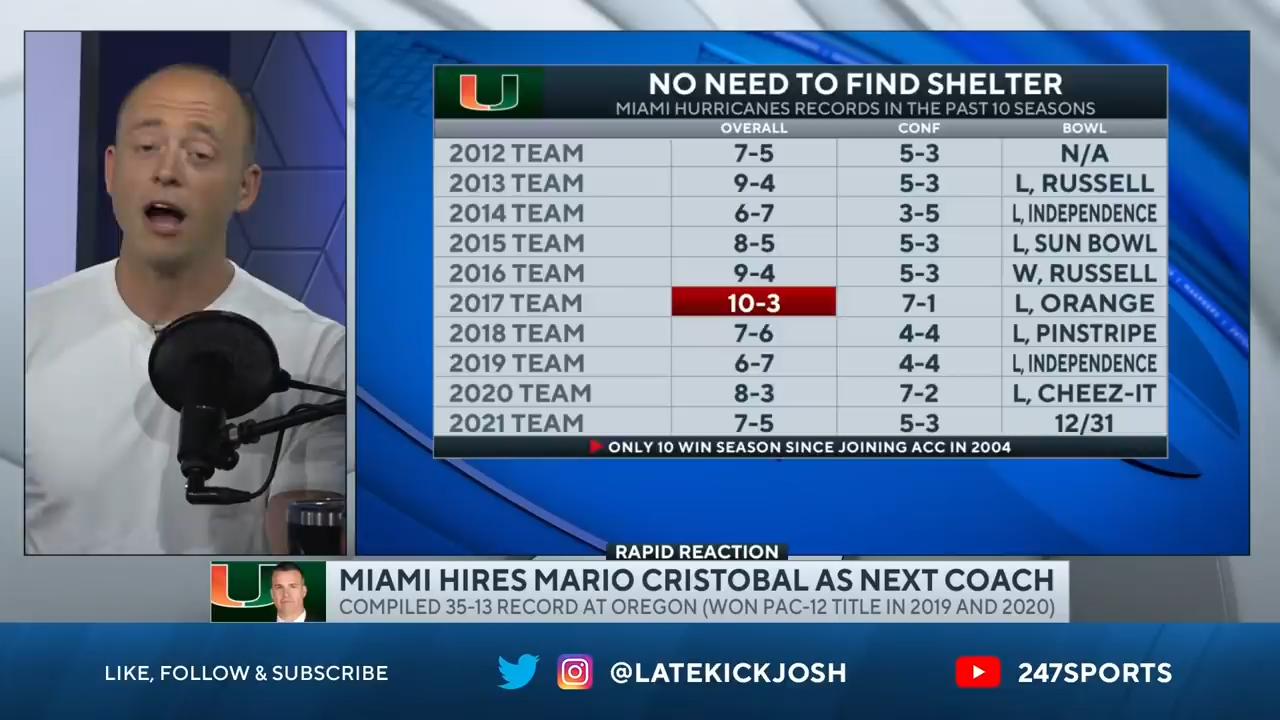 U
NO NEED TO FIND SHELTER
MIAMI HURRICANES RECORDS IN THE PAST 10 SEASONS
OVERALL CONF BOWL
2012 TEAM 7-5 5-3 N/A
2013 TEAM 9-4 5-3 L, RUSSELL
2014 TEAM 6-7 3-5 L, INDEPENDENCE
2015 TEAM 8-5 5-3 L, SUN BOWL
2016 TEAM 9-4 5-3 W, RUSSELL
2017 TEAM 10-3 7-1 L, ORANGE
2018 TEAM 7-6 4-4 L, PINSTRIPE
2019 TEAM 6-7 4-4 L, INDEPENDENCE
2020 TEAM 8-3 7-2 L, CHEEZ-IT
2021 TEAM 7-5 5-3 12/31
ONLY 10 WIN SEASON SINCE JOINING ACC IN 2004
RAPID REACTION
U
MIAMI HIRES MARIO CRISTOBAL AS NEXT COACH
COMPILED 35-13 RECORD AT OREGON (WON PAC-12 TITLE IN 2019 AND 2020)
LIKE, FOLLOW & SUBSCRIBE @LATEKICKJOSH 247SPORTS